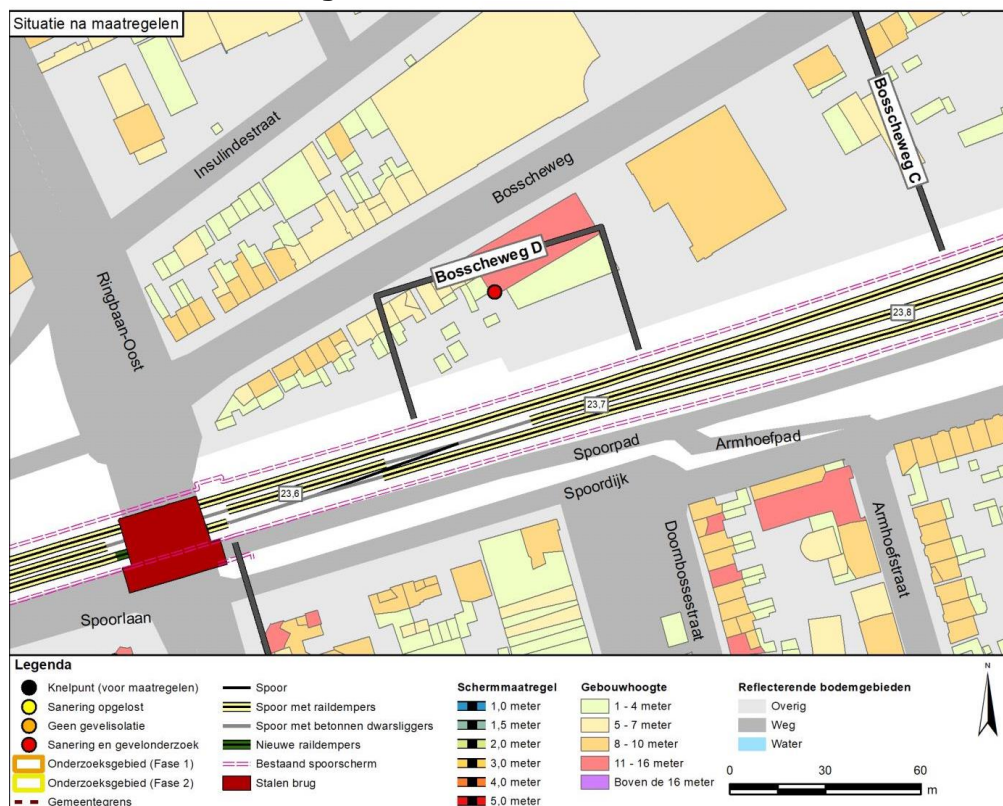 Situatie na maatregelen
Insulindestraat
Bosscheweg
Bosscheweg C
Bosscheweg D
Ringbaan-Oost
23,8
23,7
23,6
Spoorpad
Armhoefpad
Spoordijk
Doornbossestraat
Armhoefstraat
Spoorlaan
Legenda
Knelpunt (voor maatregelen)
Sanering opgelost
Geen gevelisolatie
Sanering en gevelonderzoek
Onderzoeksgebied (Fase 1)
Onderzoeksgebied (Fase 2)
Gemeentegrens
Spoor
Spoor met raildempers
Spoor met betonnen dwarsliggers
Nieuwe raildempers
Bestaand spoorscherm
Stalen brug
Schermmaatregel
1,0 meter
1,5 meter
2,0 meter
3,0 meter
4,0 meter
5,0 meter
Gebouwhoogte
1 - 4 meter
5 - 7 meter
8 - 10 meter
11 - 16 meter
Boven de 16 meter
Reflecterende bodemgebieden
Overig
Weg
Water
N
0 30 60
m